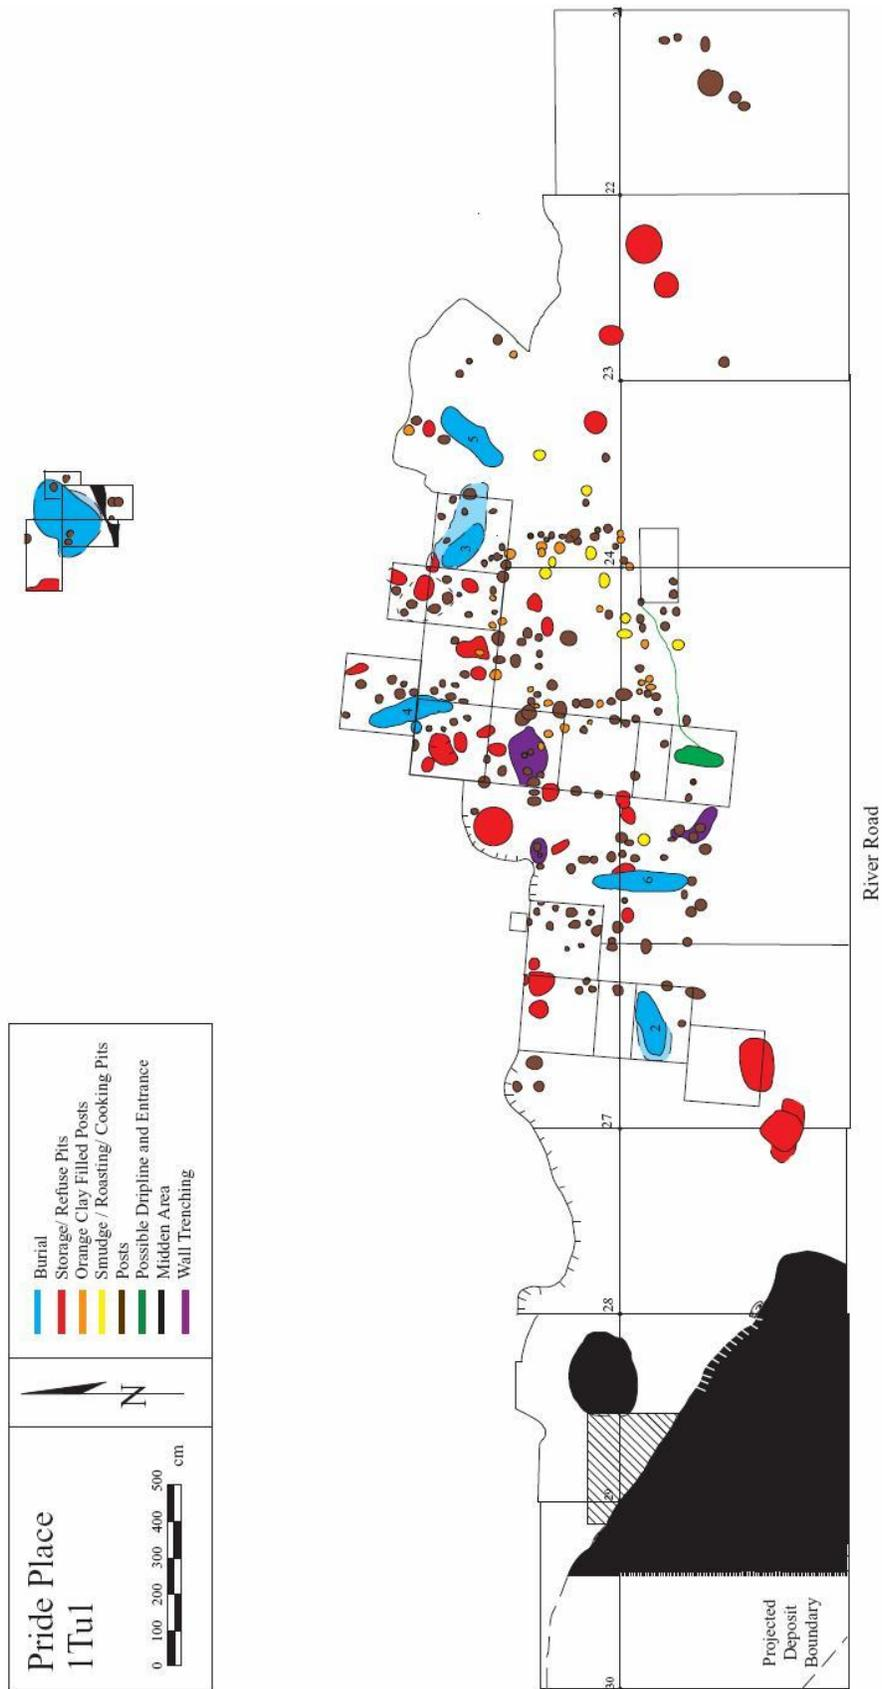 Pride Place
1Tu1
0 100 200 300 400 500
cm
N
Burial
Storage/ Refuse Pits
Orange Clay Filled Posts
Smudge / Roasting/ Cooking Pits
Posts
Possible Dripline and Entrance
Midden Area
Wall Trenching
30
29
28
27
24
23
22
2
6
4
3
5
Projected
Deposit
Boundary
River Road